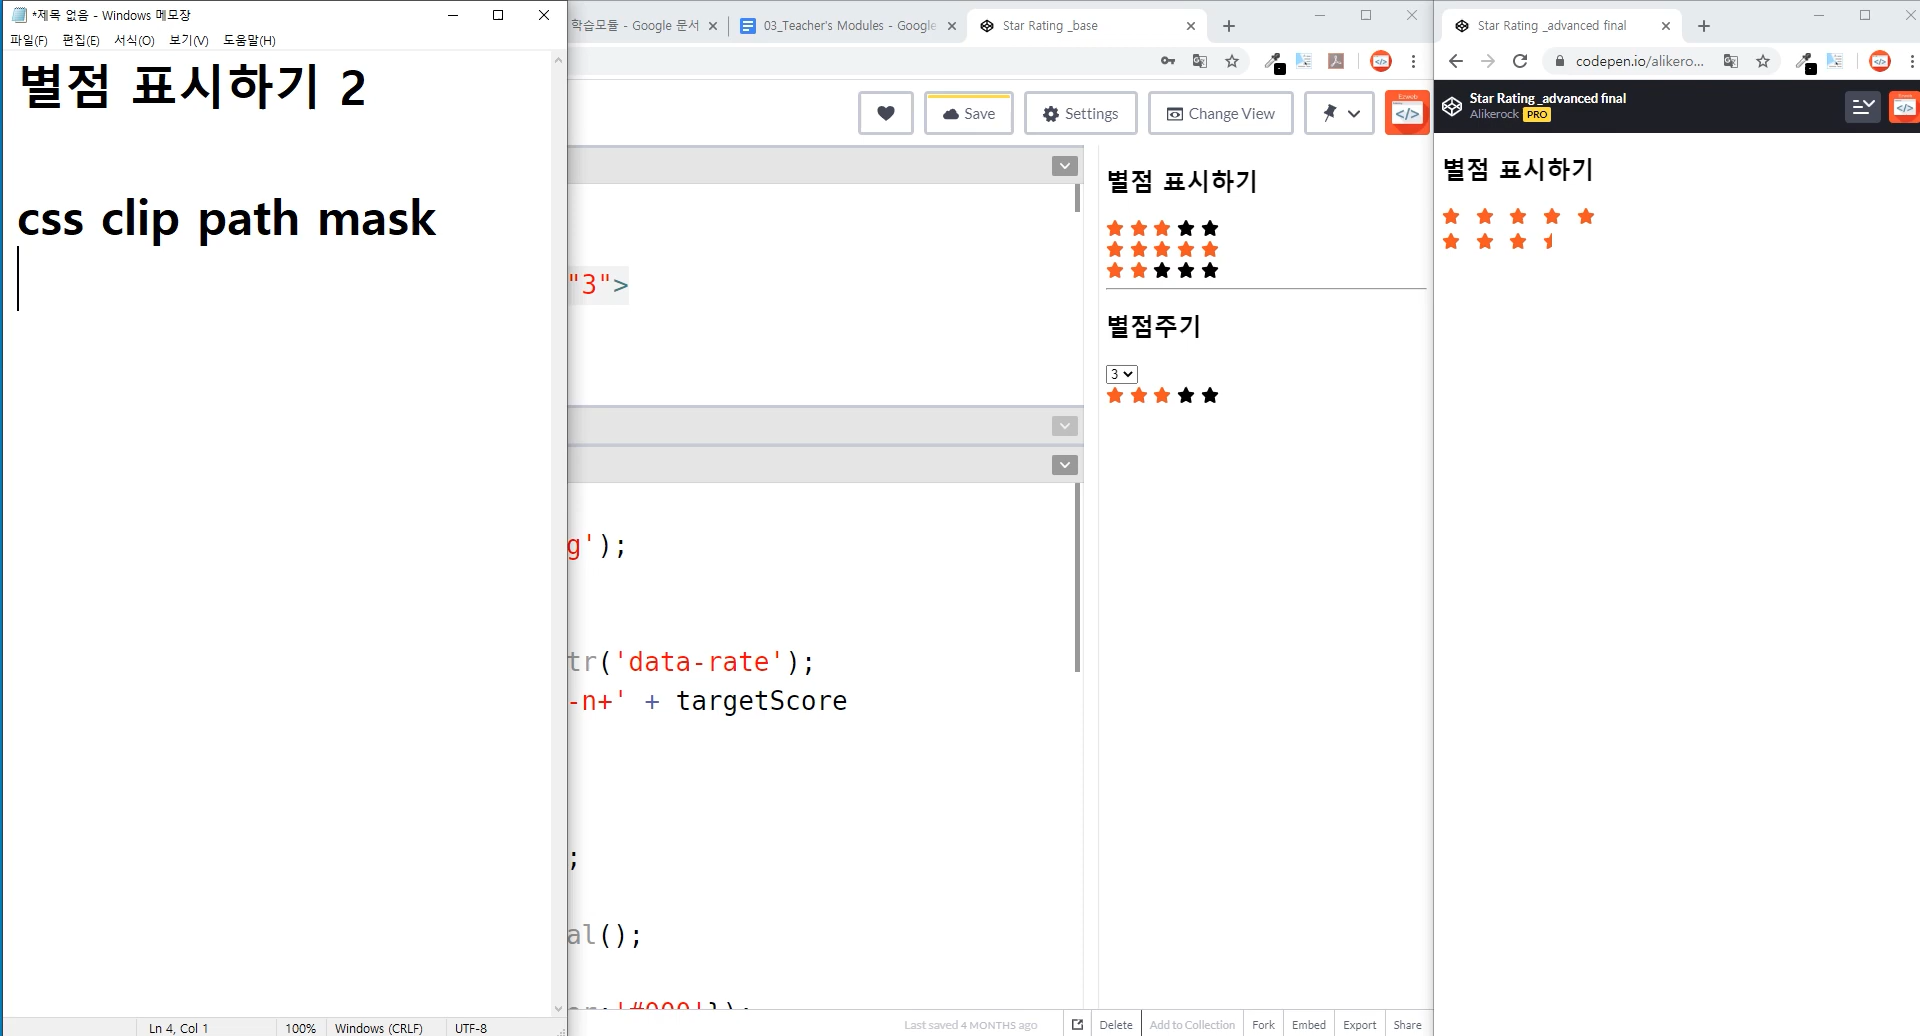 *제목 없음 - Windows 메모장
파일(F) 편집(E) 서식(O) 보기(V) 도움말(H)
별점 표시하기 2
css clip path mask
Ln 4, Col 1 100% Windows (CRLF) UTF-8
학습모듈 - Google 문서
03_Teacher's Modules - Google
Star Rating _base
Save
Settings
Change View
"3">
g');
tr('data-rate');
-n+' + targetScore
;
al();
Last saved 4 MONTHS ago
Delete
Add to Collection
Fork
Embed
Export
Share
별점 표시하기
별점주기
3
Star Rating _advanced final
codepen.io/alikero...
Star Rating _advanced final
Alikerock PRO
별점 표시하기